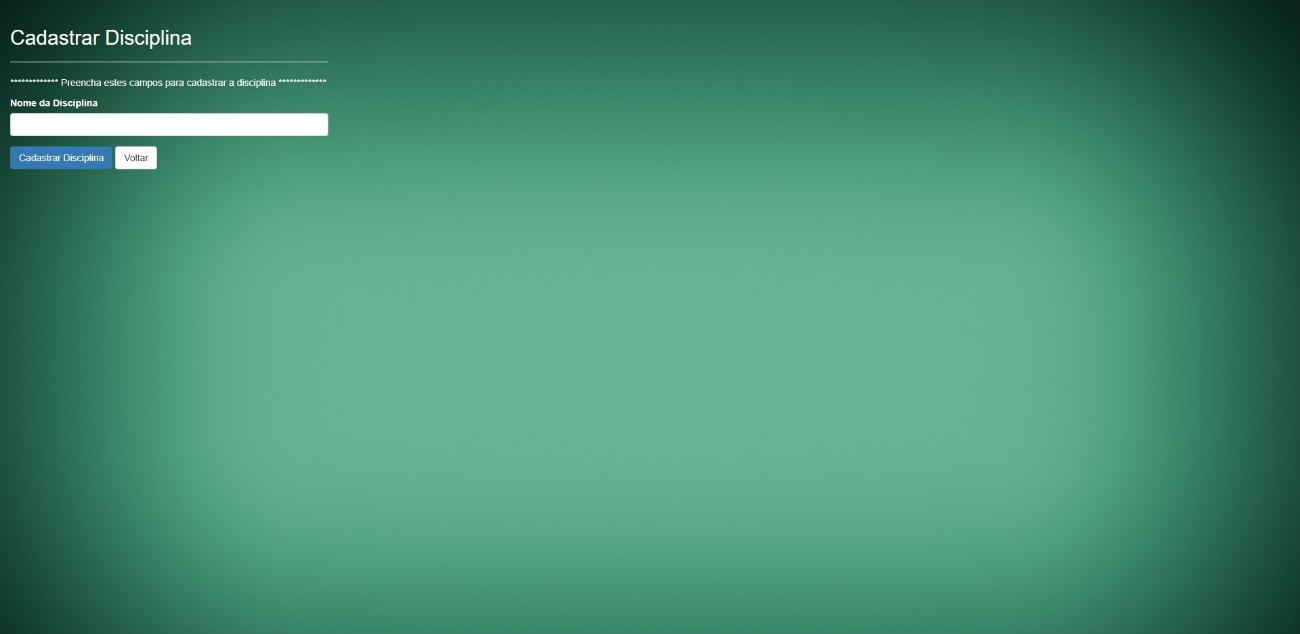 Cadastrar Disciplina
************* Preencha estes campos para cadastrar a disciplina *************
Nome da Disciplina
Cadastrar Disciplina Voltar